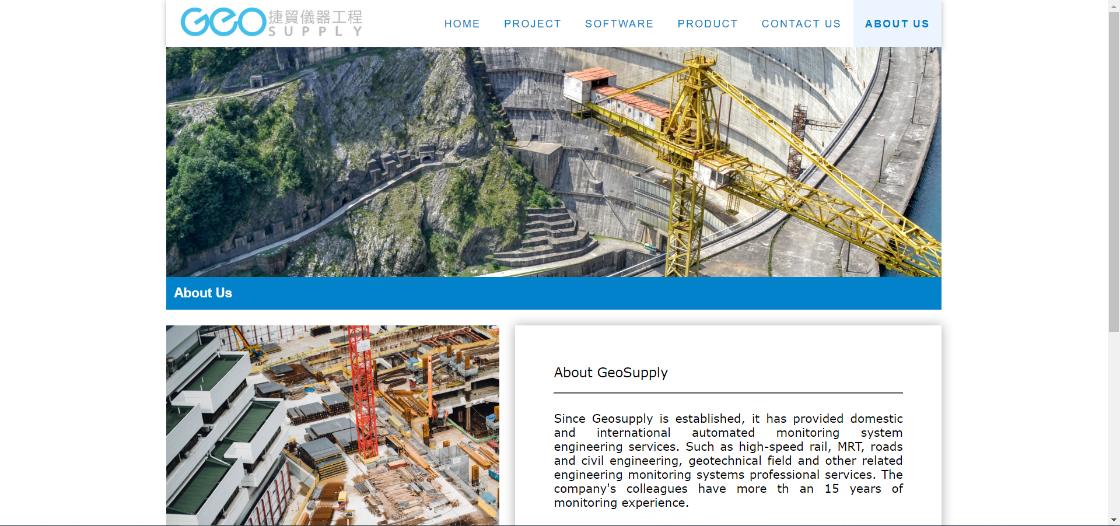 GEO 捷貿儀器工程
SUPPLY
HOME PROJECT SOFTWARE PRODUCT CONTACT US ABOUT US
About Us
About GeoSupply
Since Geosupply is established, it has provided domestic
and international automated monitoring system
engineering services. Such as high-speed rail, MRT, roads
and civil engineering, geotechnical field and other related
engineering monitoring systems professional services. The
company's colleagues have more th an 15 years of
monitoring experience.